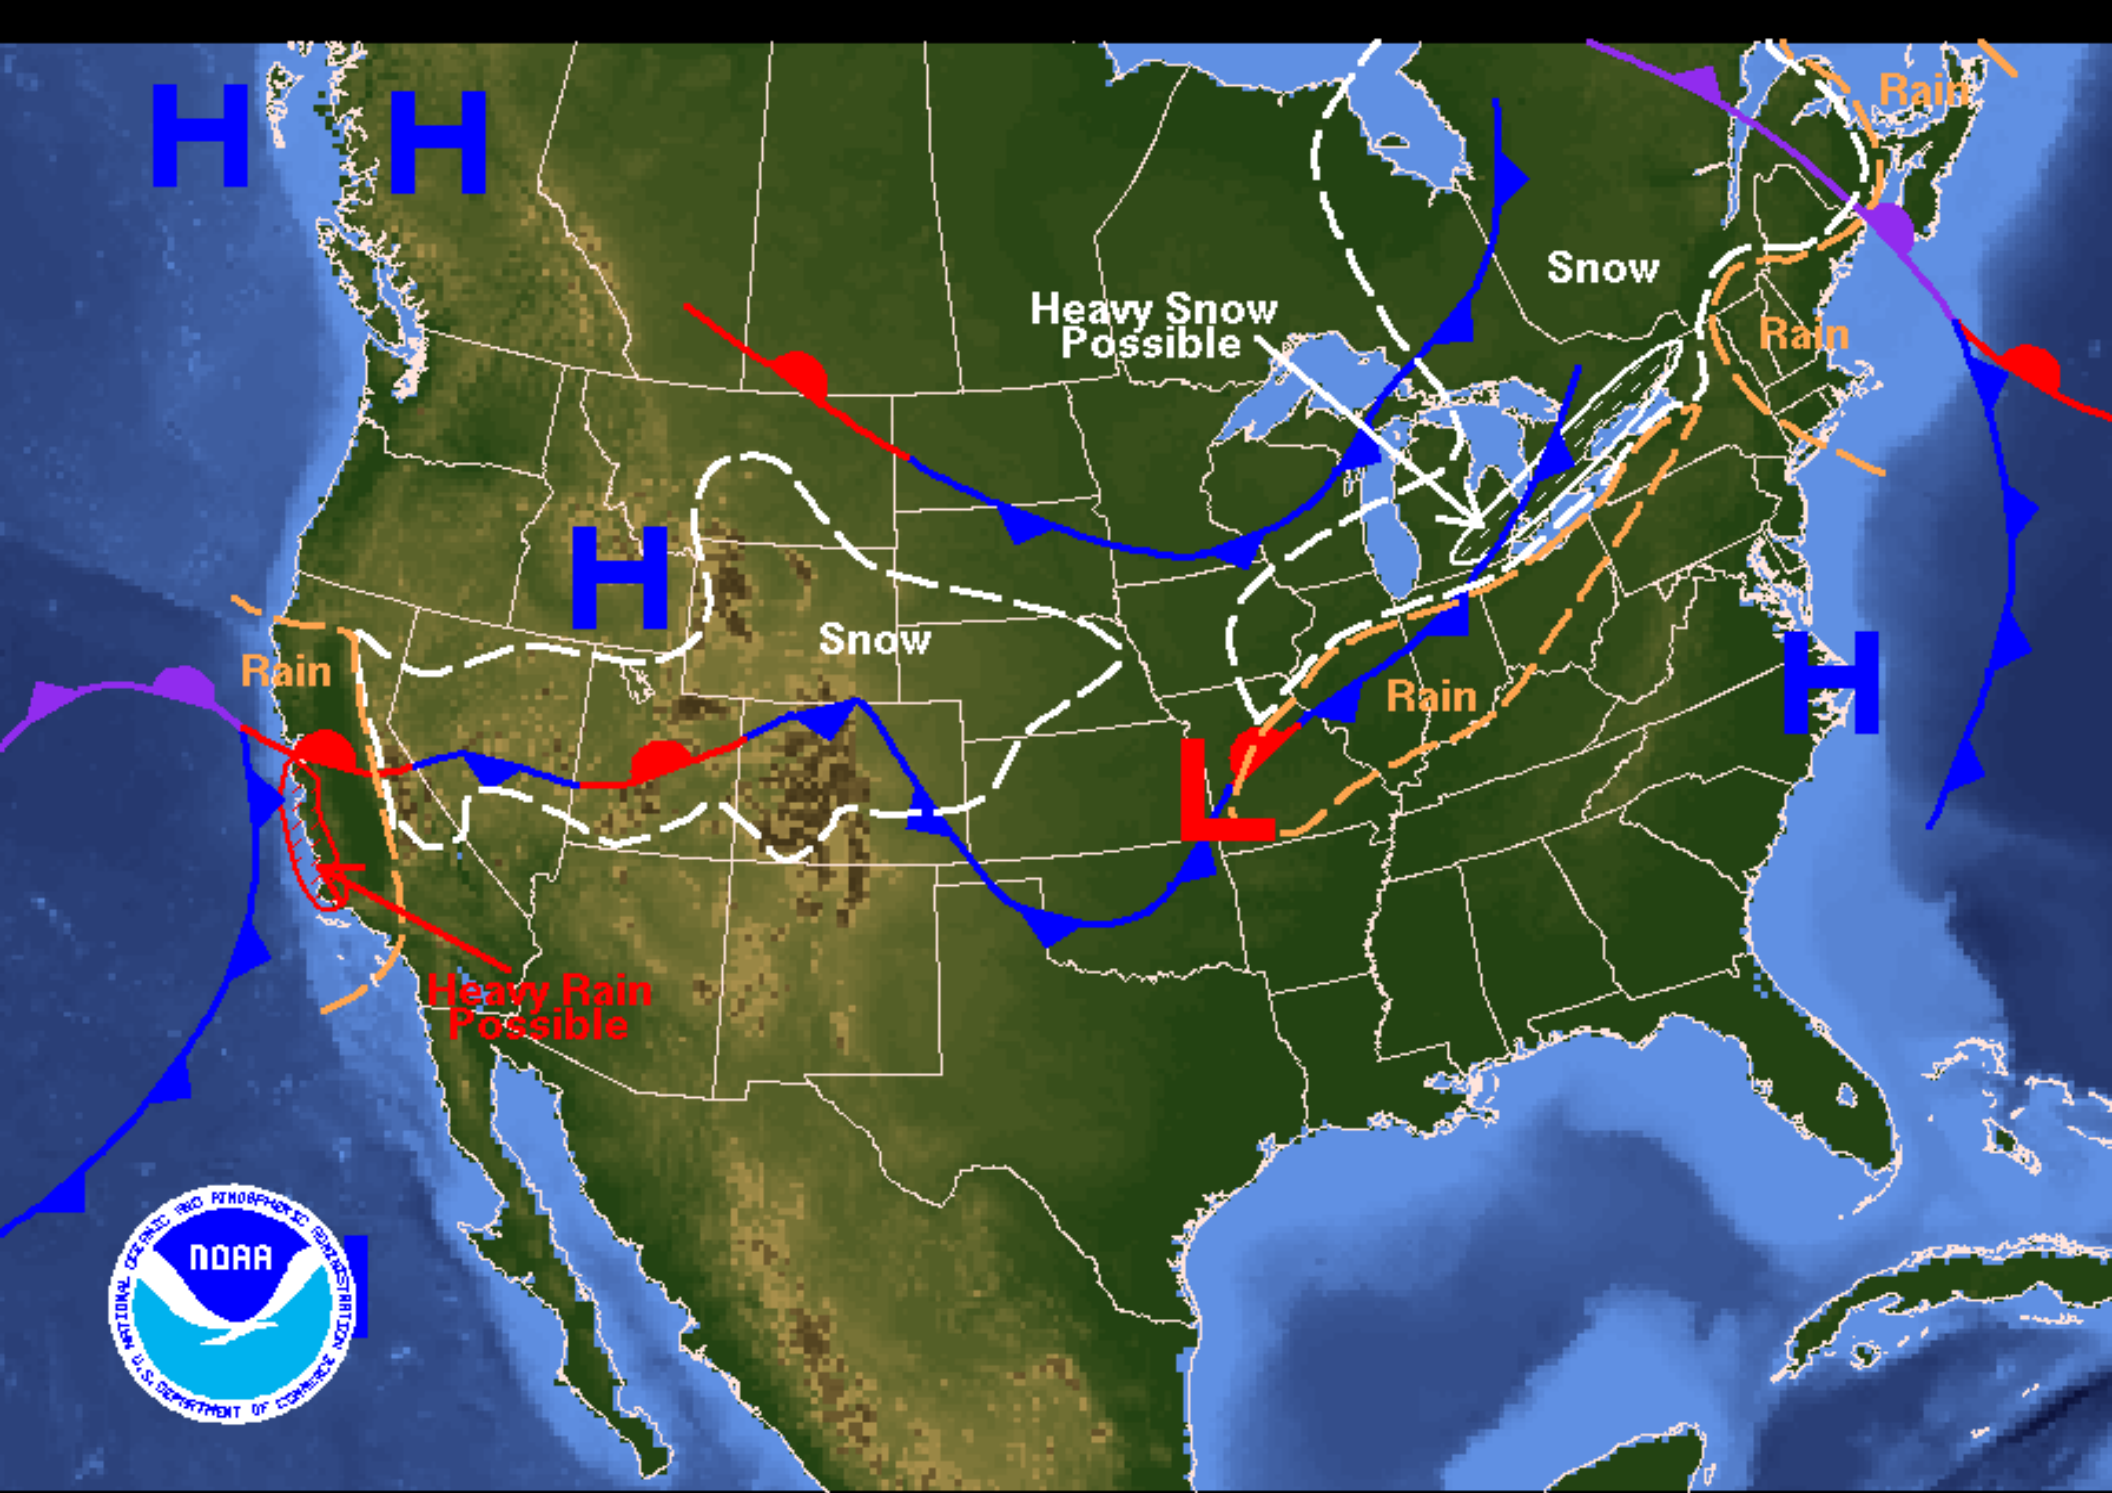 H
H
Rain
Snow
Heavy Snow
Possible
Rain
H
Snow
Rain
Rain
H
L
Heavy Rain
Possible
NOAA
NATIONAL OCEANIC AND ATMOSPHERIC ADMINISTRATION
U.S. DEPARTMENT OF COMMERCE